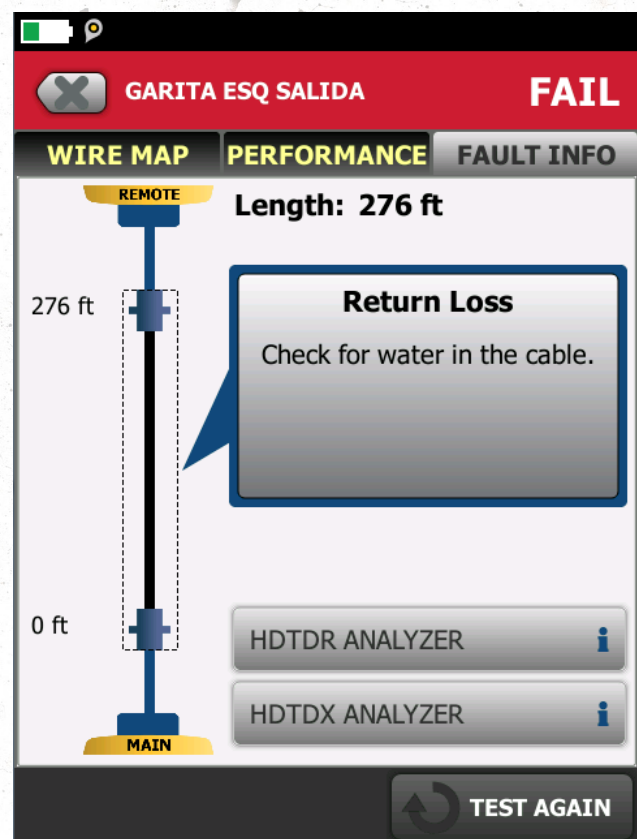 GARITA ESQ SALIDA
FAIL
WIRE MAP
PERFORMANCE
FAULT INFO
REMOTE
Length: 276 ft
276 ft
Return Loss
Check for water in the cable.
0 ft
HDTDR ANALYZER i
HDTDX ANALYZER i
MAIN
TEST AGAIN